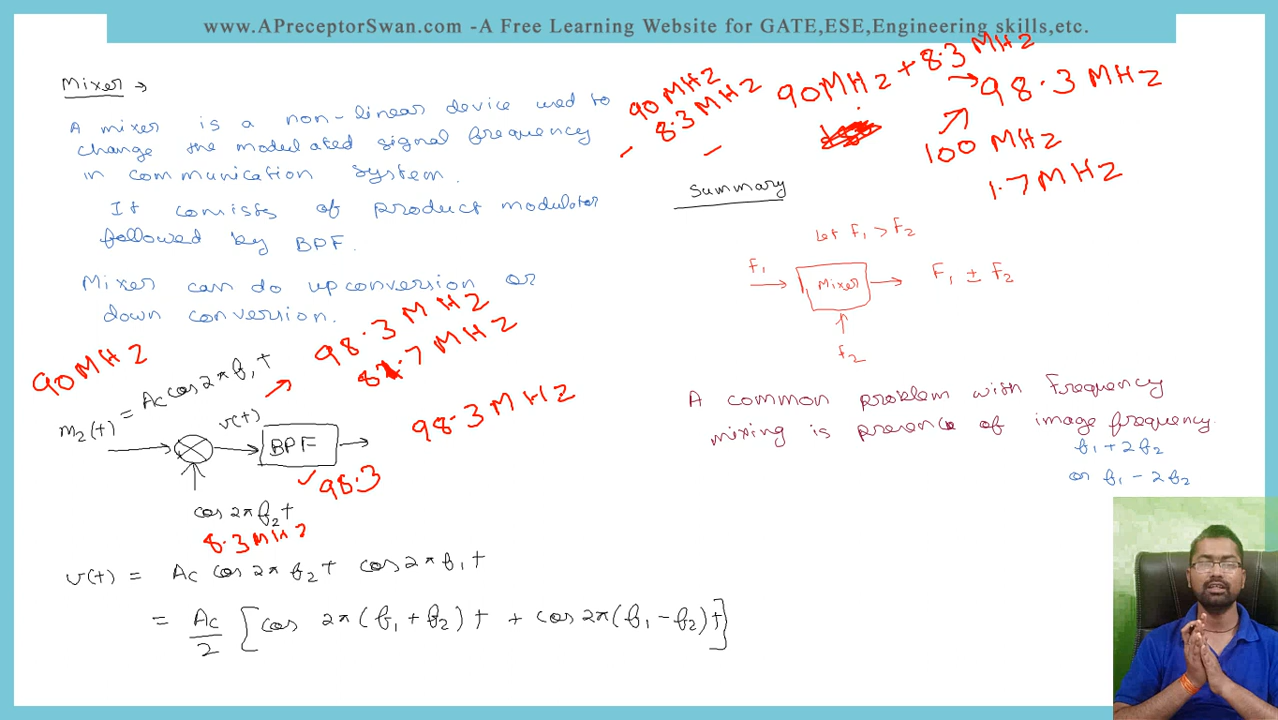 www.APreceptorSwan.com -A Free Learning Website for GATE,ESE,Engineering skills,etc.
Mixer →
A mixer is a non-linear device used to
change the modulated signal frequency
in communication system.
It consists of product modulator
followed by BPF.
Mixer can do upconversion or
down conversion.
90 MHz
98.3 MHz
81.7 MHz
m₂(t) = Ac cos 2π f₁ t
v(t)
BPF
98.3 MHz
98.3
cos 2π f₂ t
8.3 MHz
v(t) = Ac cos 2π f₂ t cos 2π f₁ t
= Ac/2 [cos 2π (f₁ + f₂) t + cos 2π (f₁ - f₂) t]
90 MHz
8.3 MHz
90 MHz + 8.3 MHz
→ 98.3 MHz
100 MHz
1.7 MHz
Summary
Let f₁ > f₂
f₁
Mixer
F₁ ± F₂
f₂
A common problem with Frequency
mixing is presence of image frequency.
f₁ + 2f₂
or f₁ - 2f₂